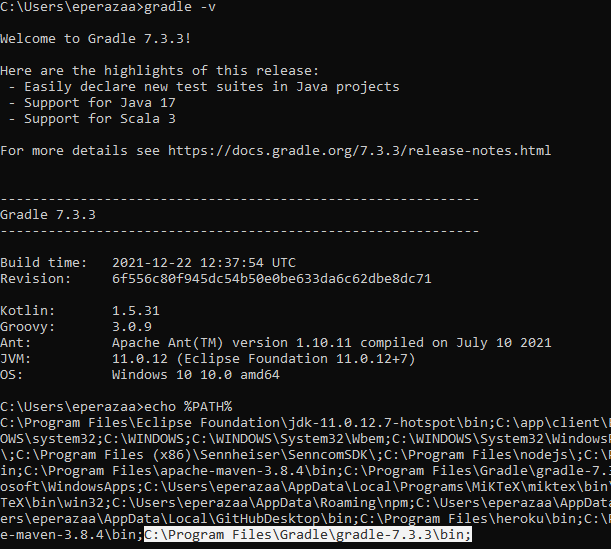 C:\Users\eperazaa>gradle -v
Welcome to Gradle 7.3.3!
Here are the highlights of this release:
- Easily declare new test suites in Java projects
- Support for Java 17
- Support for Scala 3
For more details see https://docs.gradle.org/7.3.3/release-notes.html
------------------------------------------------------------
Gradle 7.3.3
------------------------------------------------------------
Build time:   2021-12-22 12:37:54 UTC
Revision:     6f556c80f945dc54b50e0be633da6c62dbe8dc71
Kotlin:       1.5.31
Groovy:       3.0.9
Ant:          Apache Ant(TM) version 1.10.11 compiled on July 10 2021
JVM:          11.0.12 (Eclipse Foundation 11.0.12+7)
OS:           Windows 10 10.0 amd64
C:\Users\eperazaa>echo %PATH%
C:\Program Files\Eclipse Foundation\jdk-11.0.12.7-hotspot\bin;C:\app\client\E
OWS\system32;C:\WINDOWS;C:\WINDOWS\System32\Wbem;C:\WINDOWS\System32\WindowsP
\;C:\Program Files (x86)\Sennheiser\SenncomSDK\;C:\Program Files\nodejs\;C:\P
in;C:\Program Files\apache-maven-3.8.4\bin;C:\Program Files\Gradle\gradle-7.3
osoft\WindowsApps;C:\Users\eperazaa\AppData\Local\Programs\MiKTeX\miktex\bin\
TeX\bin\win32;C:\Users\eperazaa\AppData\Roaming\npm;C:\Users\eperazaa\AppData
ers\eperazaa\AppData\Local\GitHubDesktop\bin;C:\Program Files\heroku\bin;C:\P
e-maven-3.8.4\bin;C:\Program Files\Gradle\gradle-7.3.3\bin;